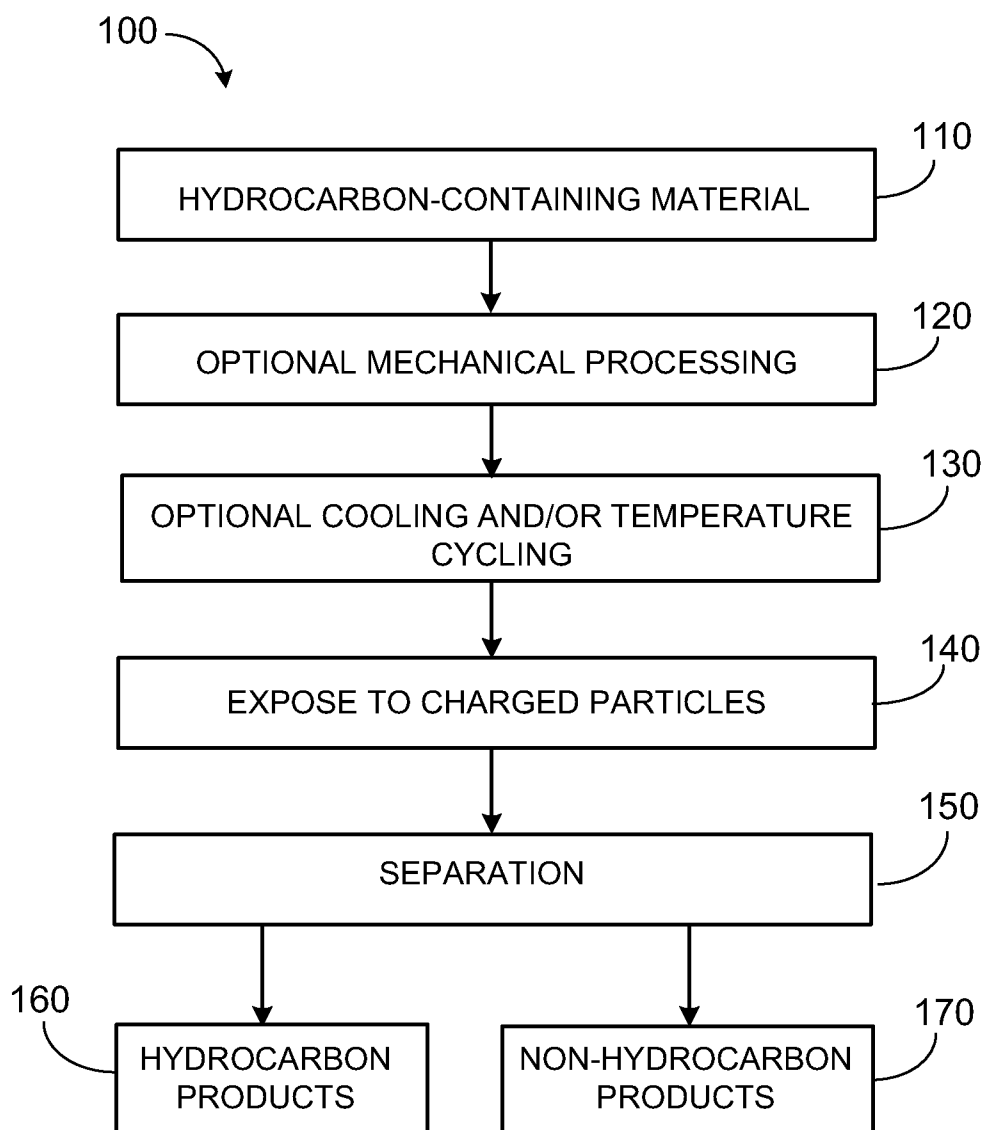 100
110
HYDROCARBON-CONTAINING MATERIAL
120
OPTIONAL MECHANICAL PROCESSING
130
OPTIONAL COOLING AND/OR TEMPERATURE
CYCLING
140
EXPOSE TO CHARGED PARTICLES
150
SEPARATION
160
HYDROCARBON
PRODUCTS
170
NON-HYDROCARBON
PRODUCTS